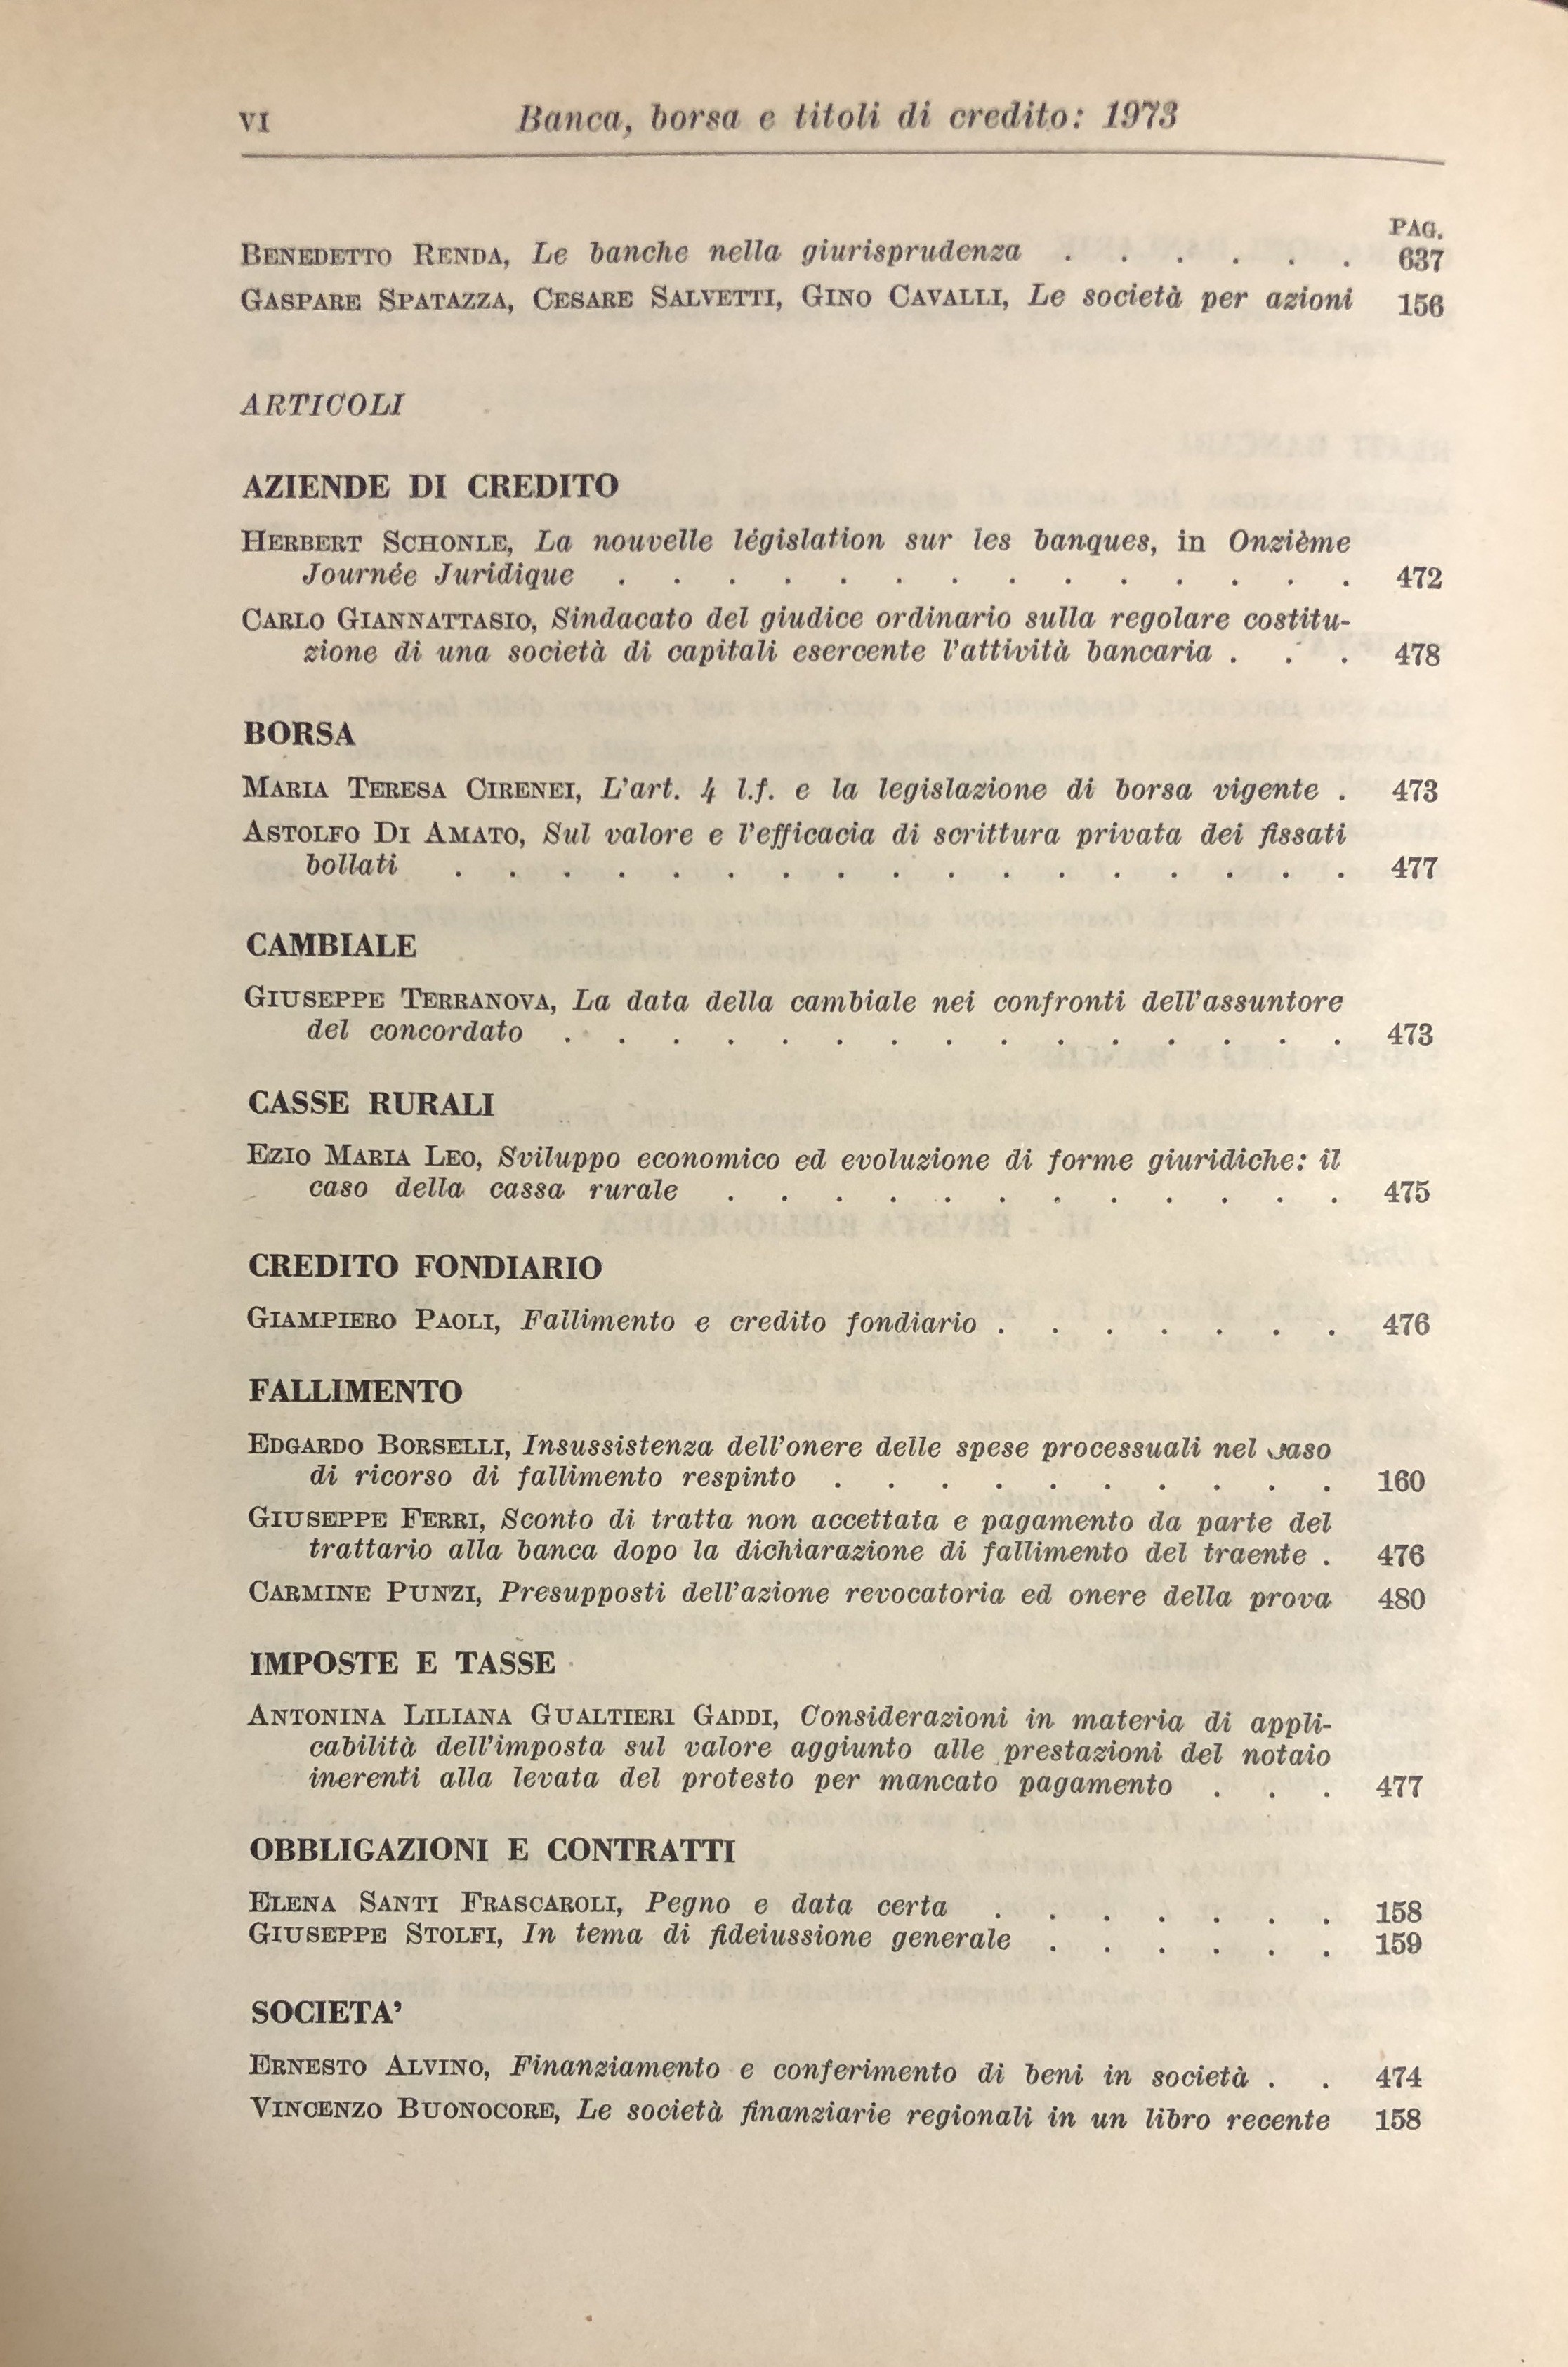 VI Banca, borsa e titoli di credito: 1973
PAG.
BENEDETTO RENDA, Le banche nella giurisprudenza . . . . . . 637
GASPARE SPATAZZA, CESARE SALVETTI, GINO CAVALLI, Le società per azioni 156
ARTICOLI
AZIENDE DI CREDITO
HERBERT SCHONLE, La nouvelle législation sur les banques, in Onzième
Journée Juridique . . . . . . . . . . . . . . 472
CARLO GIANNATTASIO, Sindacato del giudice ordinario sulla regolare costitu-
zione di una società di capitali esercente l'attività bancaria . . . 478
BORSA
MARIA TERESA CIRENEI, L'art. 4 l.f. e la legislazione di borsa vigente . 473
ASTOLFO DI AMATO, Sul valore e l'efficacia di scrittura privata dei fissati
bollati . . . . . . . . . . . . . . . . . 477
CAMBIALE
GIUSEPPE TERRANOVA, La data della cambiale nei confronti dell'assuntore
del concordato . . . . . . . . . . . . . . . 473
CASSE RURALI
EZIO MARIA LEO, Sviluppo economico ed evoluzione di forme giuridiche: il
caso della cassa rurale . . . . . . . . . . . . 475
CREDITO FONDIARIO
GIAMPIERO PAOLI, Fallimento e credito fondiario . . . . . . . 476
FALLIMENTO
EDGARDO BORSELLI, Insussistenza dell'onere delle spese processuali nel caso
di ricorso di fallimento respinto . . . . . . . . . . 160
GIUSEPPE FERRI, Sconto di tratta non accettata e pagamento da parte del
trattario alla banca dopo la dichiarazione di fallimento del traente . 476
CARMINE PUNZI, Presupposti dell'azione revocatoria ed onere della prova 480
IMPOSTE E TASSE
ANTONINA LILIANA GUALTIERI GADDI, Considerazioni in materia di appli-
cabilità dell'imposta sul valore aggiunto alle prestazioni del notaio
inerenti alla levata del protesto per mancato pagamento . . . 477
OBBLIGAZIONI E CONTRATTI
ELENA SANTI FRASCAROLI, Pegno e data certa . . . . . . . 158
GIUSEPPE STOLFI, In tema di fideiussione generale . . . . . . 159
SOCIETA'
ERNESTO ALVINO, Finanziamento e conferimento di beni in società . . 474
VINCENZO BUONOCORE, Le società finanziarie regionali in un libro recente 158